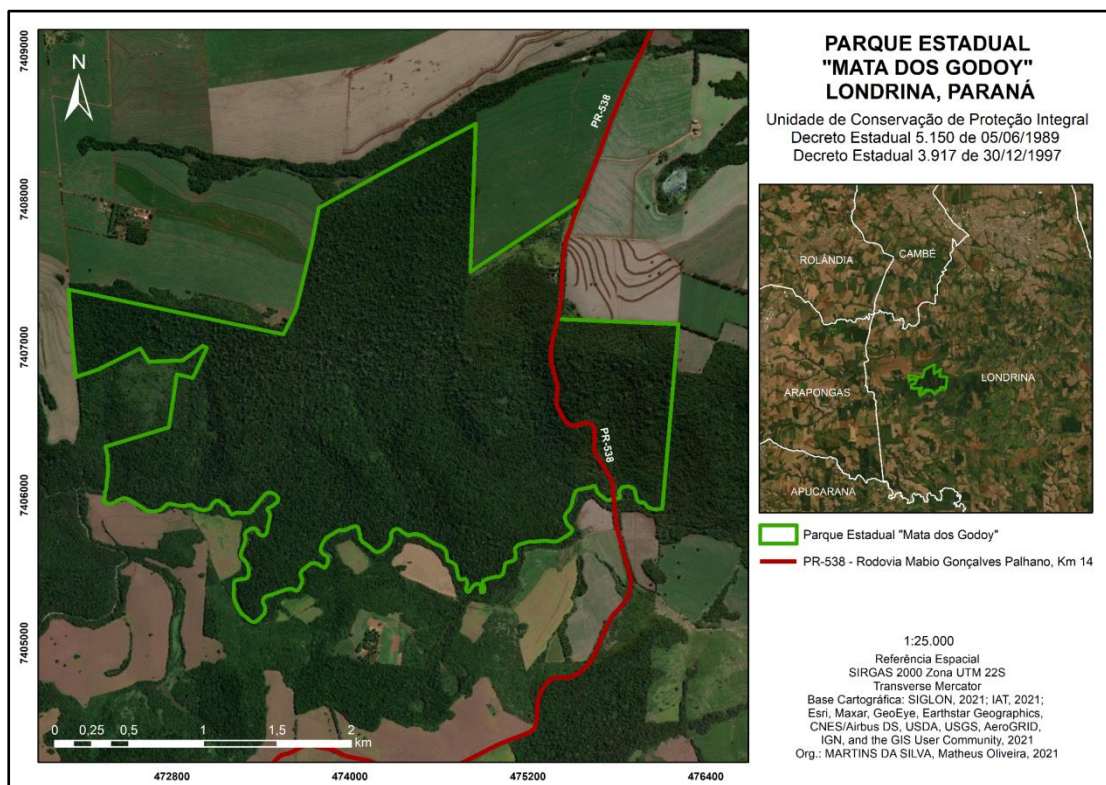 PARQUE ESTADUAL
"MATA DOS GODOY"
LONDRINA, PARANÁ
Unidade de Conservação de Proteção Integral
Decreto Estadual 5.150 de 05/06/1989
Decreto Estadual 3.917 de 30/12/1997
N
PR-538
PR-538
7409000
7408000
7407000
7406000
7405000
472800
474000
475200
476400
0 0,25 0,5 1 1,5 2
km
ROLÂNDIA
CAMBÉ
ARAPONGAS
LONDRINA
APUCARANA
Parque Estadual "Mata dos Godoy"
PR-538 - Rodovia Mabio Gonçalves Palhano, Km 14
1:25.000
Referência Espacial
SIRGAS 2000 Zona UTM 22S
Transverse Mercator
Base Cartográfica: SIGLON, 2021; IAT, 2021;
Esri, Maxar, GeoEye, Earthstar Geographics,
CNES/Airbus DS, USDA, USGS, AeroGRID,
IGN, and the GIS User Community, 2021
Org.: MARTINS DA SILVA, Matheus Oliveira, 2021